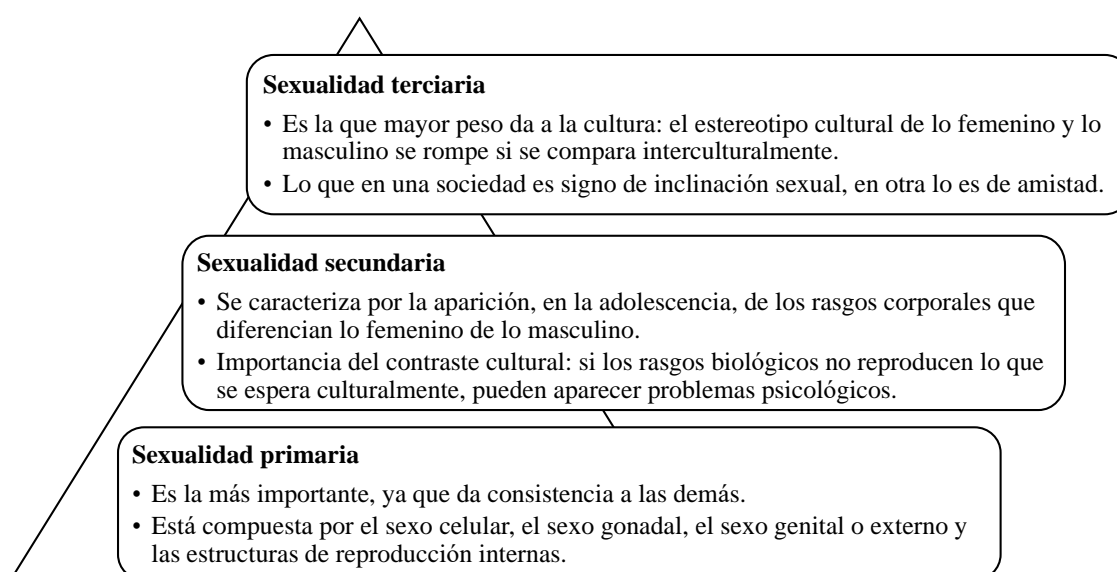 Sexualidad terciaria
• Es la que mayor peso da a la cultura: el estereotipo cultural de lo femenino y lo
masculino se rompe si se compara interculturalmente.
• Lo que en una sociedad es signo de inclinación sexual, en otra lo es de amistad.
Sexualidad secundaria
• Se caracteriza por la aparición, en la adolescencia, de los rasgos corporales que
diferencian lo femenino de lo masculino.
• Importancia del contraste cultural: si los rasgos biológicos no reproducen lo que
se espera culturalmente, pueden aparecer problemas psicológicos.
Sexualidad primaria
• Es la más importante, ya que da consistencia a las demás.
• Está compuesta por el sexo celular, el sexo gonadal, el sexo genital o externo y
las estructuras de reproducción internas.